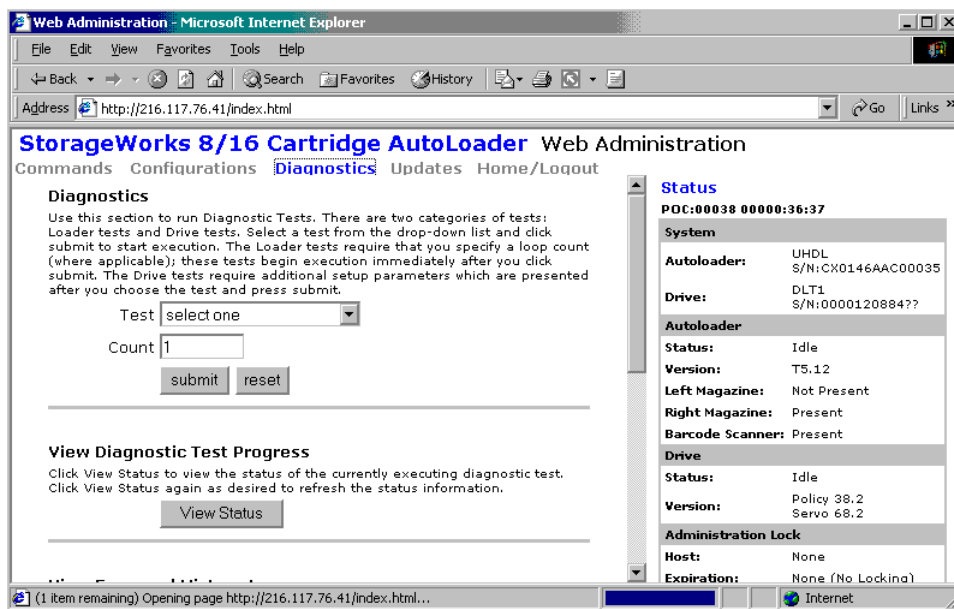 Web Administration - Microsoft Internet Explorer
File Edit View Favorites Tools Help
Back Search Favorites History
Address http://216.117.76.41/index.html Go Links »
StorageWorks 8/16 Cartridge AutoLoader Web Administration
Commands Configurations Diagnostics Updates Home/Logout
Diagnostics
Use this section to run Diagnostic Tests. There are two categories of tests:
Loader tests and Drive tests. Select a test from the drop-down list and click
submit to start execution. The Loader tests require that you specify a loop count
(where applicable); these tests begin execution immediately after you click
submit. The Drive tests require additional setup parameters which are presented
after you choose the test and press submit.
Test select one
Count 1
submit reset
View Diagnostic Test Progress
Click View Status to view the status of the currently executing diagnostic test.
Click View Status again as desired to refresh the status information.
View Status
Status
POC:00038 00000:36:37
System
Autoloader: UHDL
S/N:CX0146AAC00035
Drive: DLT1
S/N:0000120884??
Autoloader
Status: Idle
Version: T5.12
Left Magazine: Not Present
Right Magazine: Present
Barcode Scanner: Present
Drive
Status: Idle
Version: Policy 38.2
Servo 68.2
Administration Lock
Host: None
Expiration: None (No Locking)
(1 item remaining) Opening page http://216.117.76.41/index.html... Internet